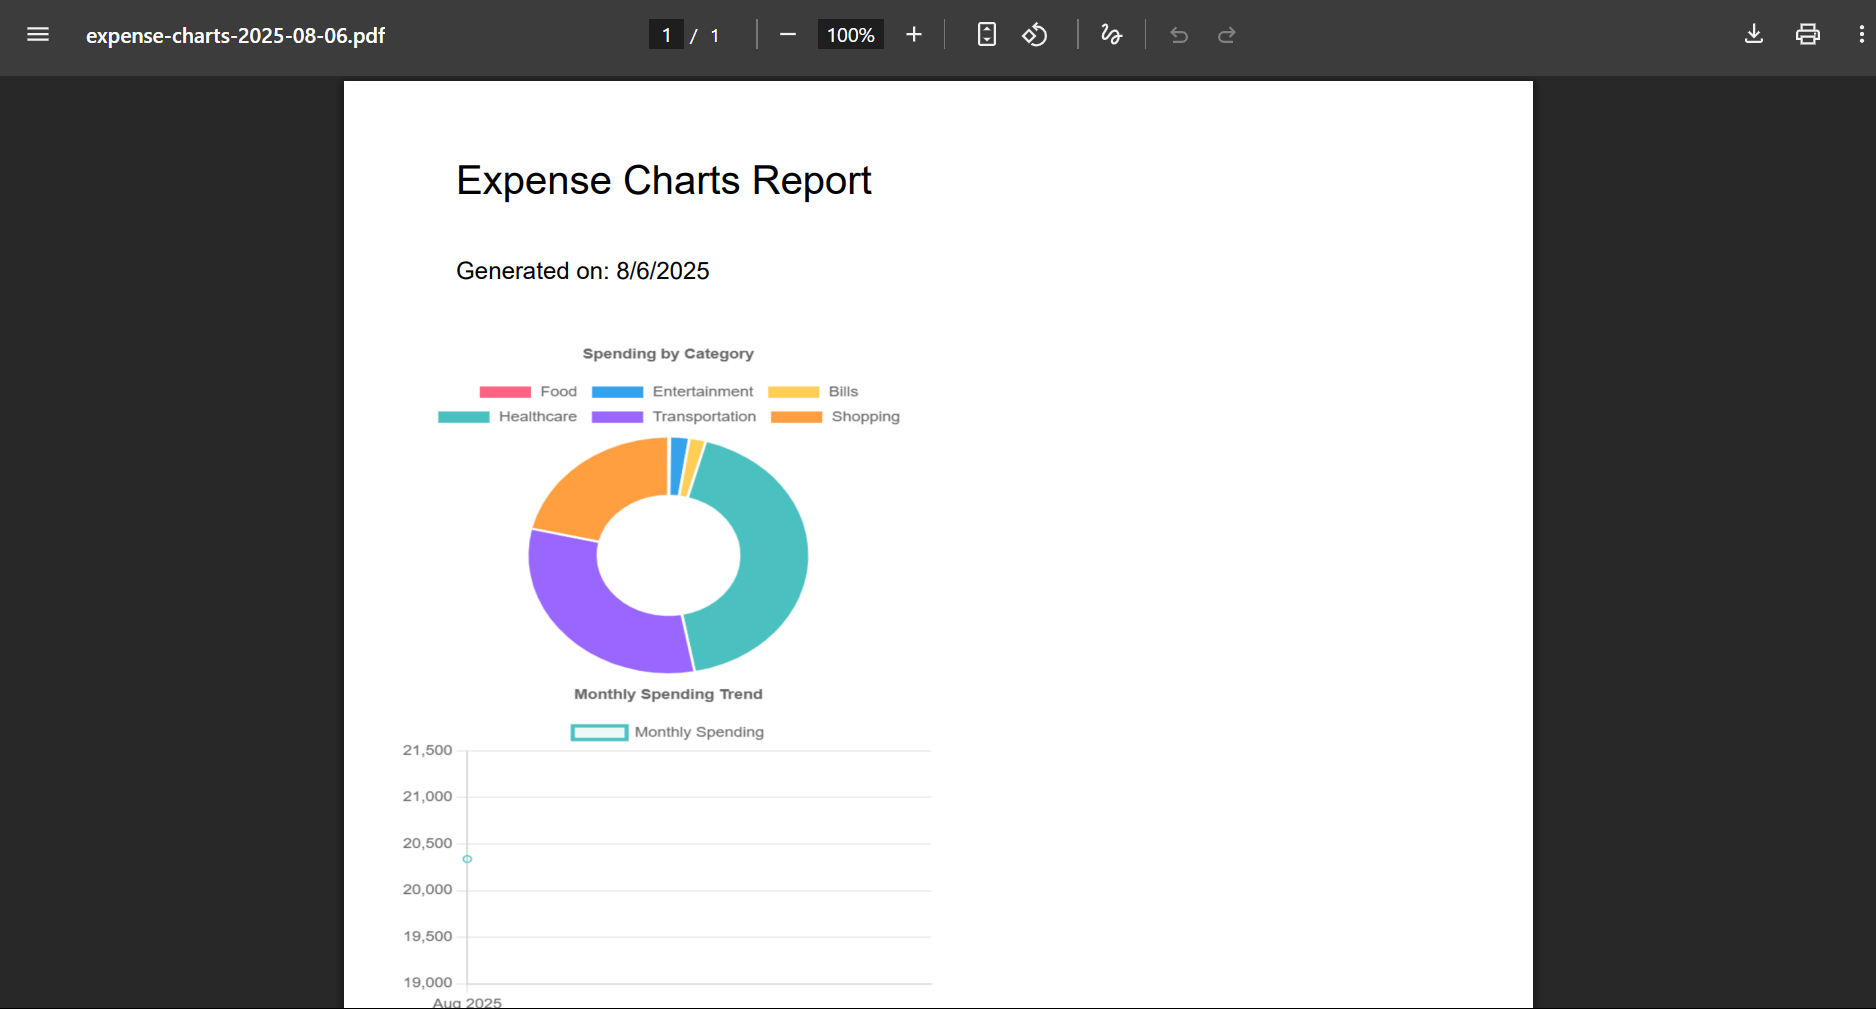 expense-charts-2025-08-06.pdf
1 / 1
100%
Expense Charts Report
Generated on: 8/6/2025
Spending by Category
Food Entertainment Bills
Healthcare Transportation Shopping
Monthly Spending Trend
Monthly Spending
21,500
21,000
20,500
20,000
19,500
19,000
Aug 2025